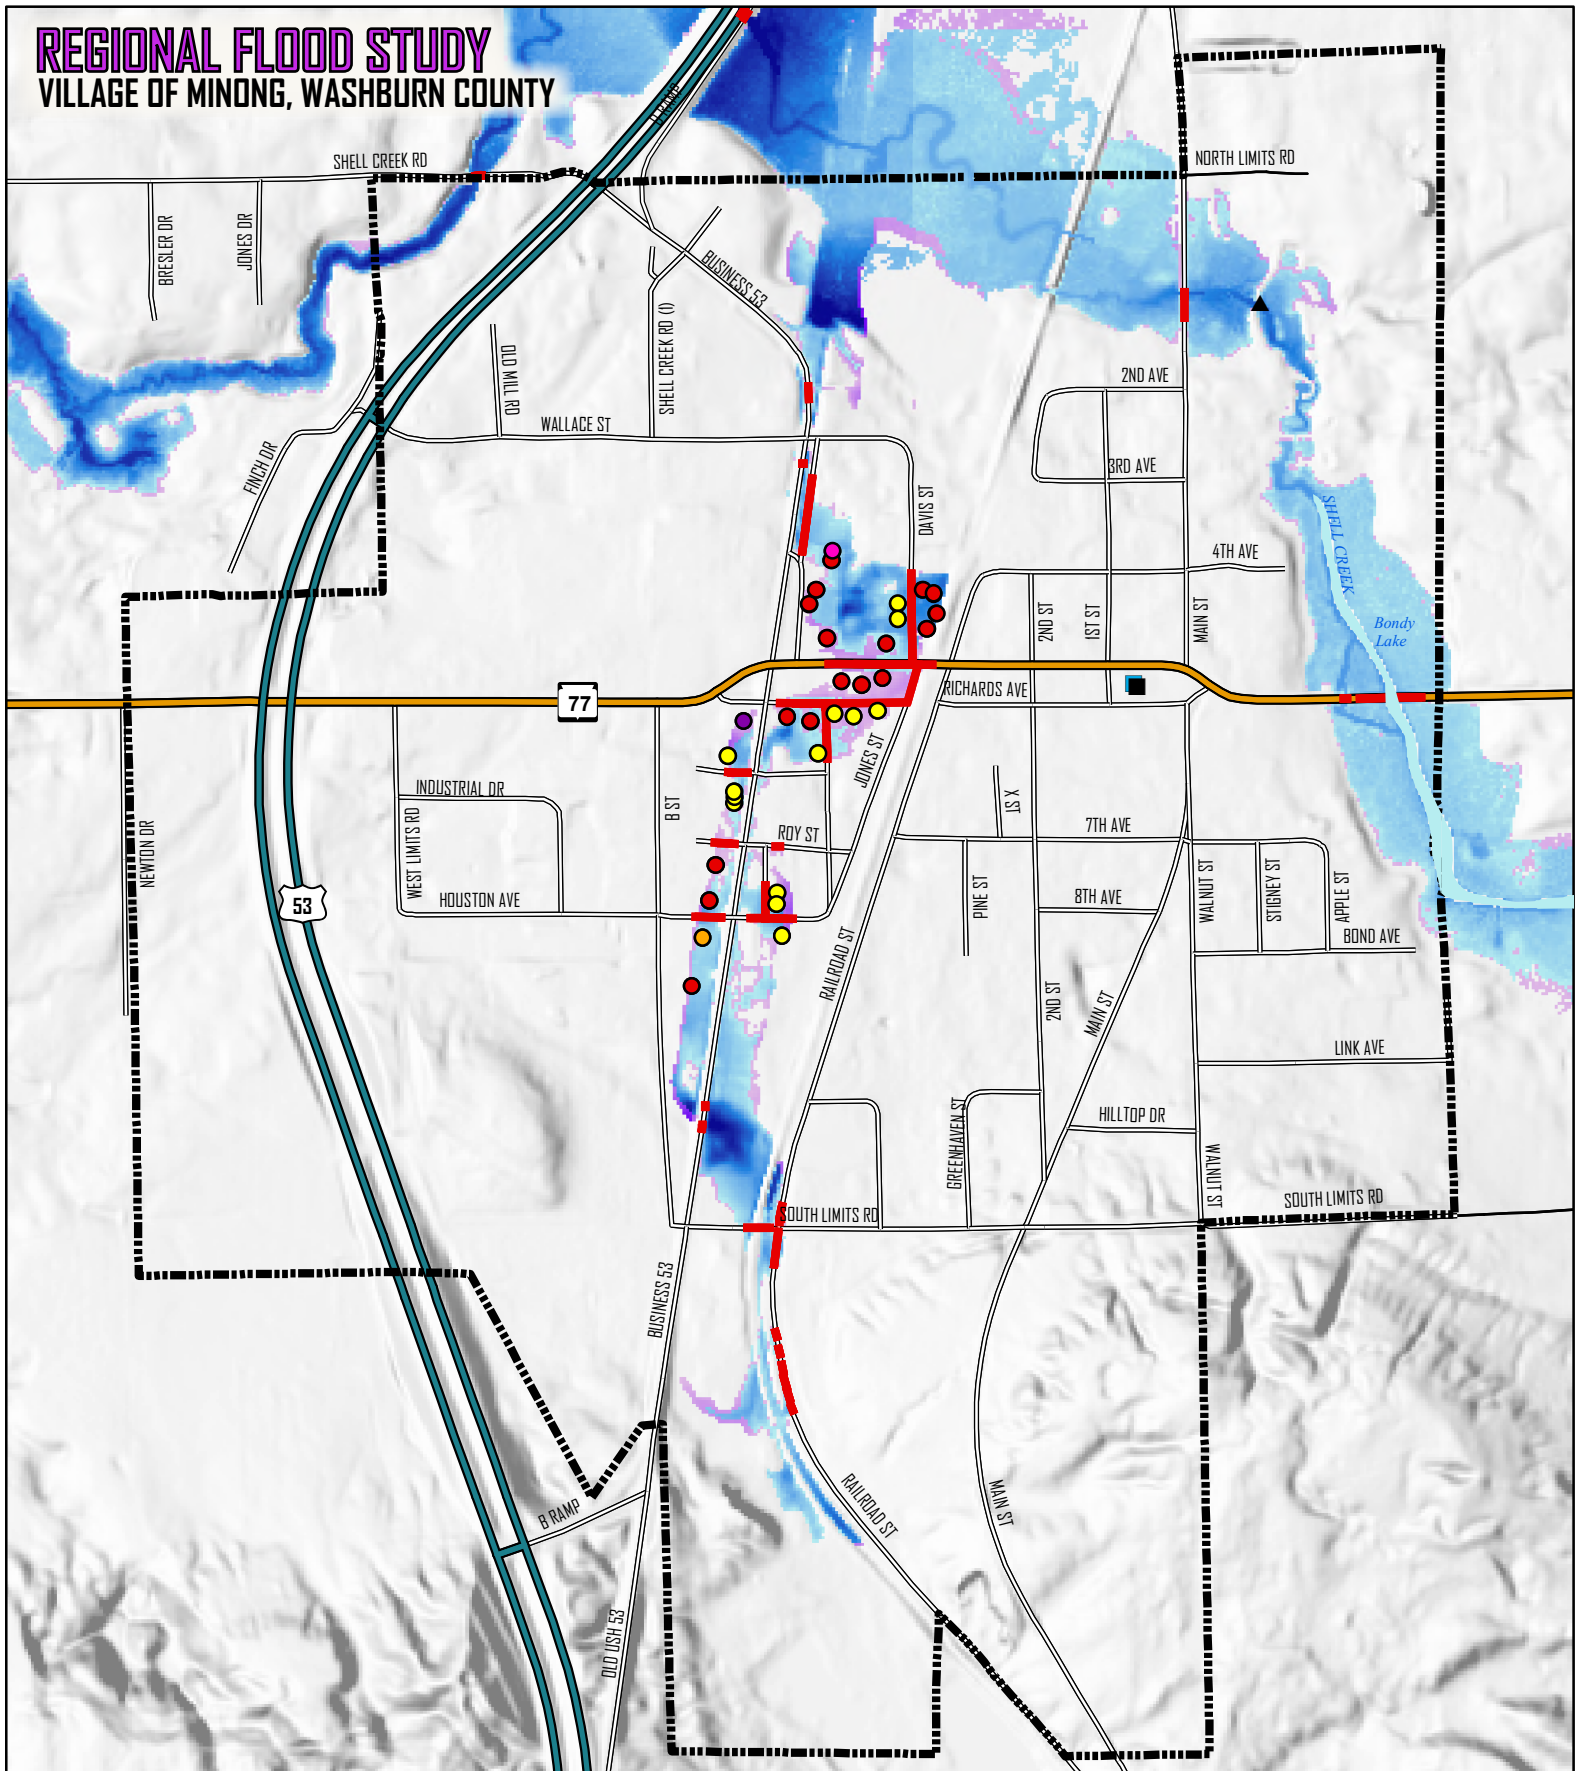 REGIONAL FLOOD STUDY
VILLAGE OF MINONG, WASHBURN COUNTY
SHELL CREEK RD
NORTH LIMITS RD
BRESLER DR
JONES DR
BUSINESS 53
SHELL CREEK RD (I)
OLD MILL RD
WALLACE ST
FINCH DR
2ND AVE
3RD AVE
DAVIS ST
4TH AVE
SHELL CREEK
Bondy
Lake
2ND ST
1ST ST
MAIN ST
RICHARDS AVE
77
JONES ST
INDUSTRIAL DR
WEST LIMITS RD
B ST
X ST
7TH AVE
ROY ST
NEWTON DR
53
HOUSTON AVE
PINE ST
8TH AVE
WALNUT ST
STIGNEY ST
APPLE ST
BOND AVE
RAILROAD ST
2ND ST
MAIN ST
LINK AVE
GREENHAVEN ST
HILLTOP DR
WALNUT ST
SOUTH LIMITS RD
SOUTH LIMITS RD
BUSINESS 53
B RAMP
RAILROAD ST
MAIN ST
OLD USH 53